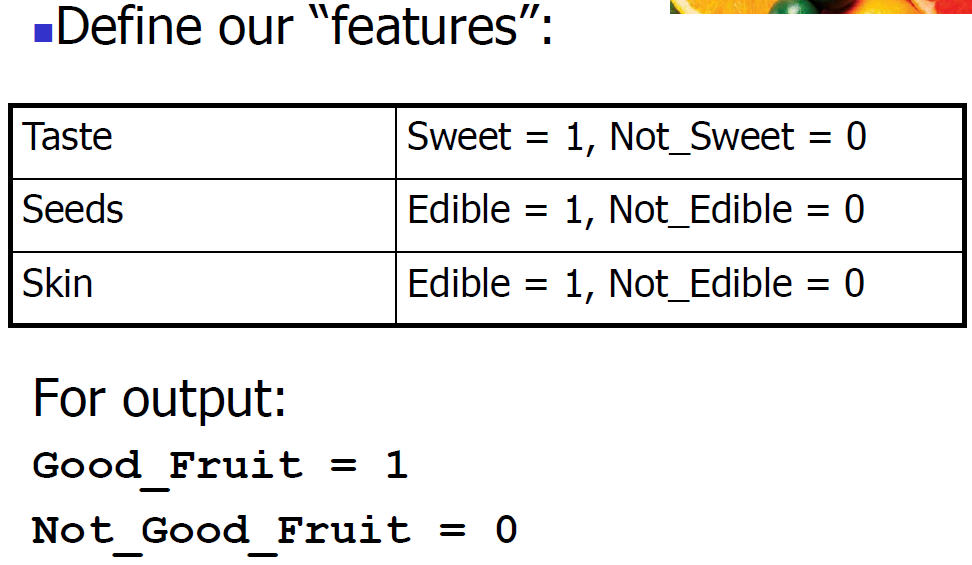 Define our “features”:
Taste Sweet = 1, Not_Sweet = 0
Seeds Edible = 1, Not_Edible = 0
Skin Edible = 1, Not_Edible = 0
For output:
Good_Fruit = 1
Not_Good_Fruit = 0